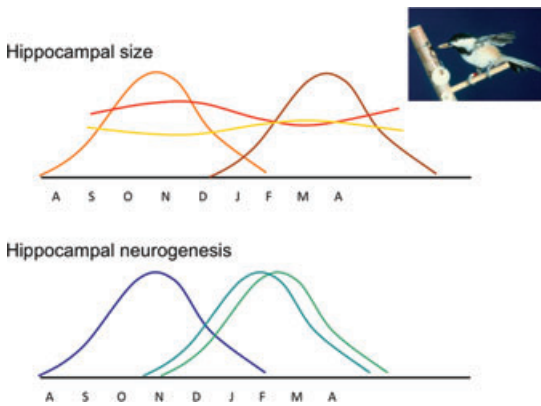 Hippocampal size
A S O N D J F M A
Hippocampal neurogenesis
A S O N D J F M A